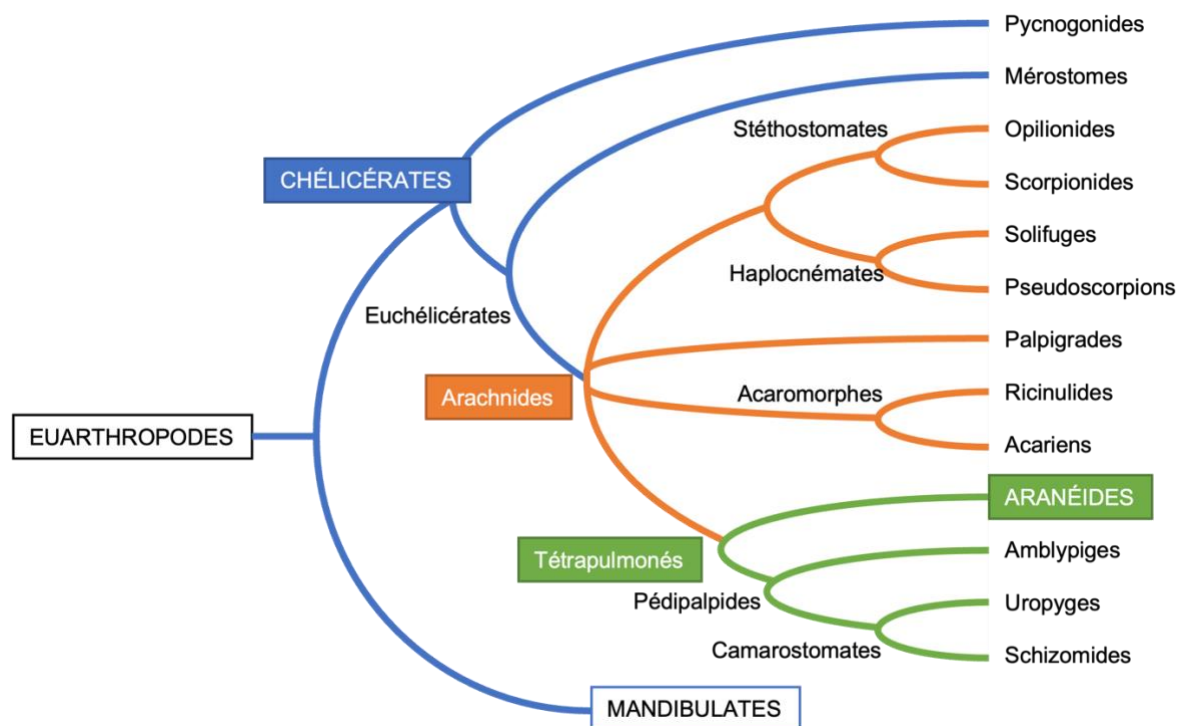 Pycnogonides
Mérostomes
Stéthostomates
Opilionides
CHÉLICÉRATES
Scorpionides
Solifuges
Haplocnémates
Pseudoscorpions
Euchélicérates
Palpigrades
Arachnides
Acaromorphes
Ricinulides
EUARTHROPODES
Acariens
ARANÉIDES
Tétrapulmonés
Amblypiges
Pédipalpides
Uropyges
Camarostomates
Schizomides
MANDIBULATES